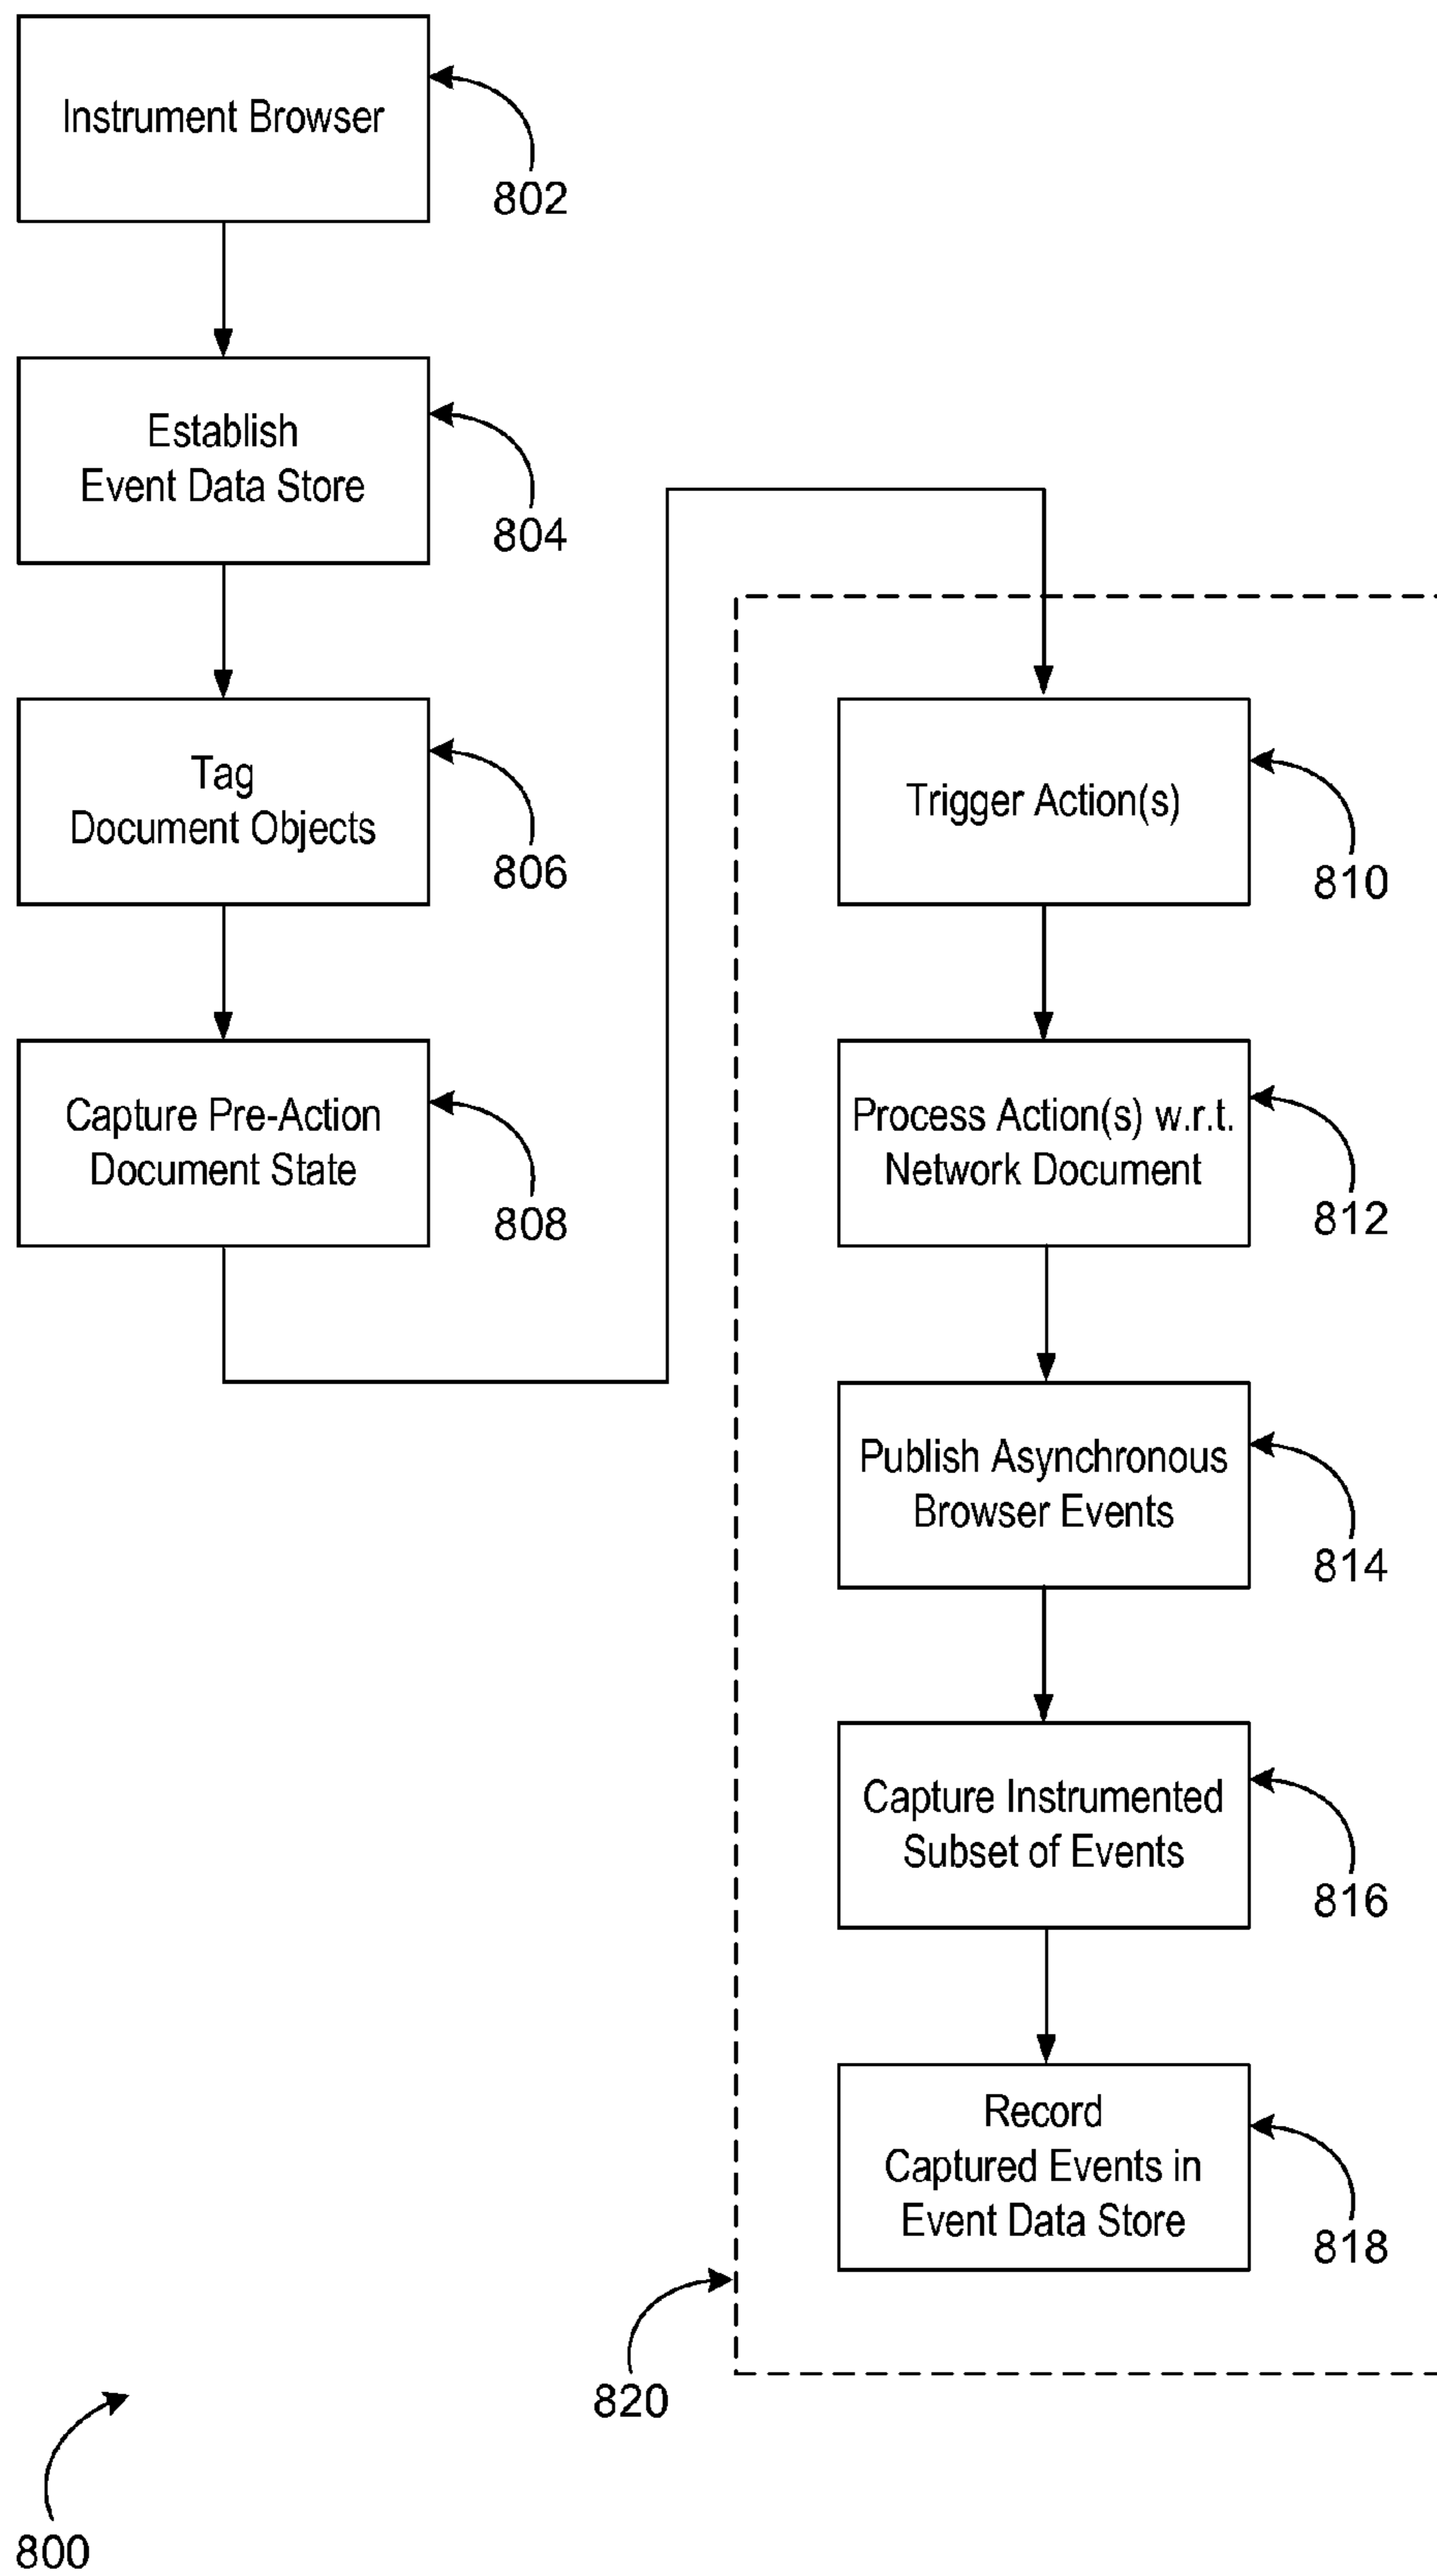 Instrument Browser
802
Establish
Event Data Store
804
Tag
Document Objects
806
Capture Pre-Action
Document State
808
Trigger Action(s)
810
Process Action(s) w.r.t.
Network Document
812
Publish Asynchronous
Browser Events
814
Capture Instrumented
Subset of Events
816
Record
Captured Events in
Event Data Store
818
820
800